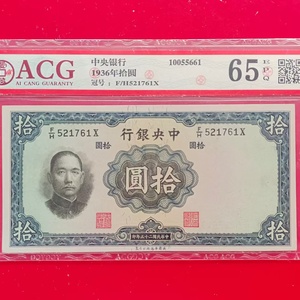 ACG
AI CANG GUARANTY
中央銀行
1936年拾圆
冠号：F/H521761X
10055661
65 EPQ
拾 拾
F/H 521761X
行銀央中
F/H 521761X
圓拾
圓拾
圓拾
拾 拾